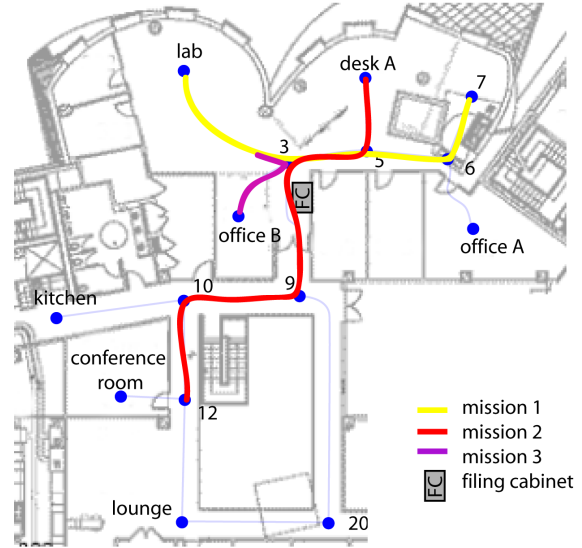 lab
desk A
7
3
5
6
FC
office B
office A
10
9
kitchen
conference
room
12
mission 1
mission 2
mission 3
FC
filing cabinet
lounge
20